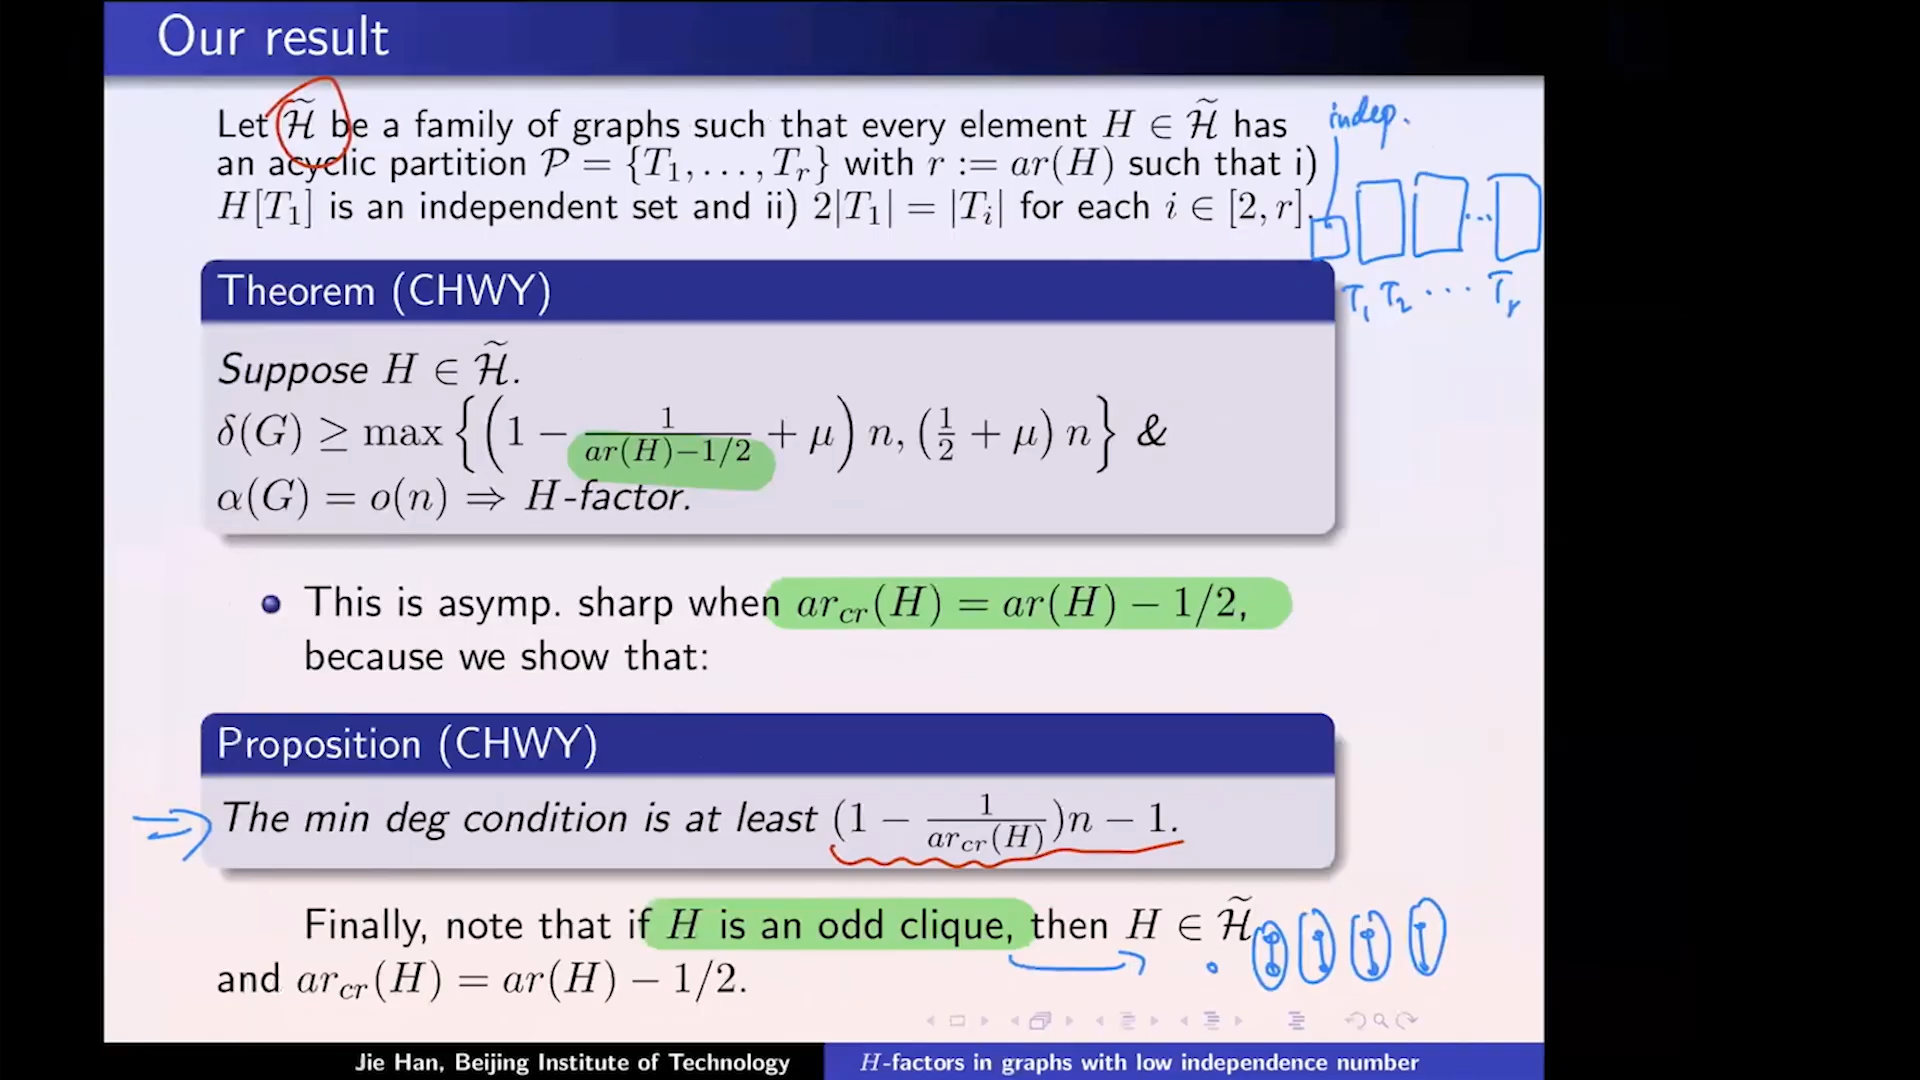 Our result
Let H̃ be a family of graphs such that every element H ∈ H̃ has
indep.
an acyclic partition P = {T₁, . . . , Tᵣ} with r := ar(H) such that i)
H[T₁] is an independent set and ii) 2|T₁| = |Tᵢ| for each i ∈ [2, r].
...
T₁ T₂ ... Tᵣ
Theorem (CHWY)
Suppose H ∈ H̃.
δ(G) ≥ max {(1 − 1/(ar(H)−1/2) + μ) n, (1/2 + μ) n} &
α(G) = o(n) ⇒ H-factor.
This is asymp. sharp when ar_cr(H) = ar(H) − 1/2,
because we show that:
Proposition (CHWY)
The min deg condition is at least (1 − 1/ar_cr(H))n − 1.
Finally, note that if H is an odd clique, then H ∈ H̃
and ar_cr(H) = ar(H) − 1/2.
Jie Han, Beijing Institute of Technology
H-factors in graphs with low independence number